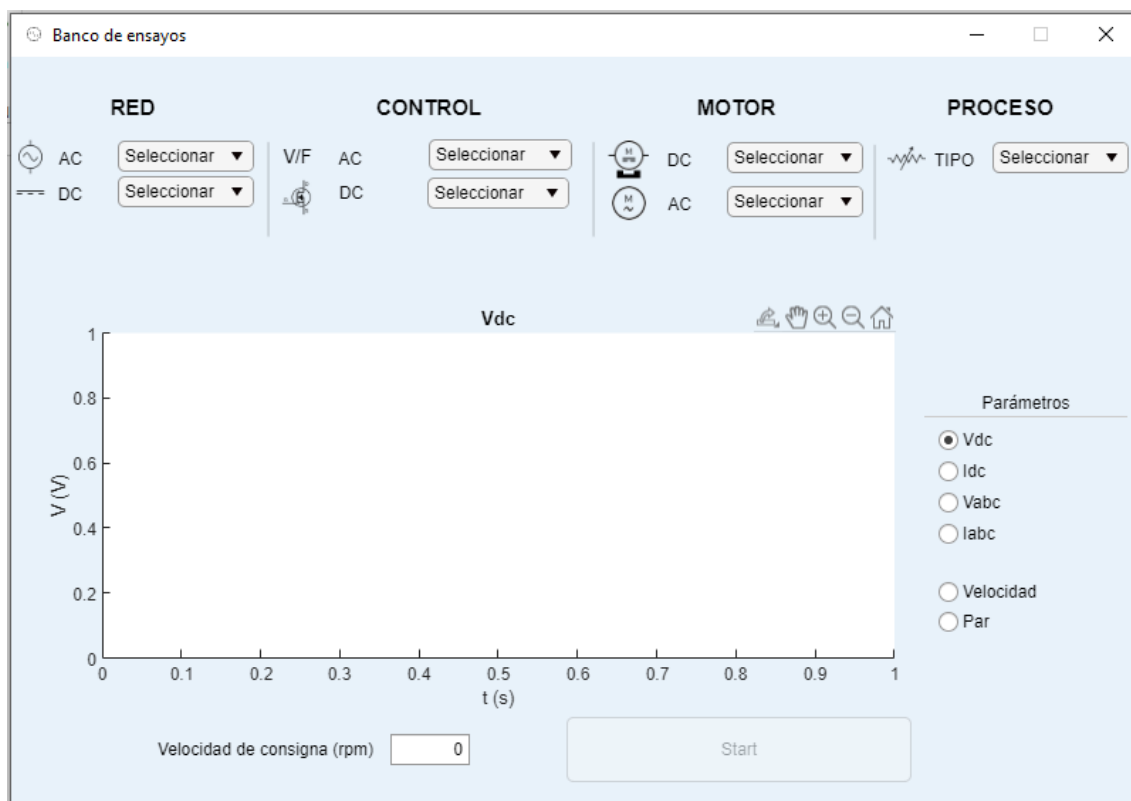 Banco de ensayos
RED CONTROL MOTOR PROCESO
AC Seleccionar V/F AC Seleccionar DC Seleccionar TIPO Seleccionar
DC Seleccionar DC Seleccionar AC Seleccionar
Vdc
1
0.8
0.6
0.4
0.2
0
V (V)
0 0.1 0.2 0.3 0.4 0.5 0.6 0.7 0.8 0.9 1
t (s)
Parámetros
Vdc
Idc
Vabc
Iabc
Velocidad
Par
Velocidad de consigna (rpm) 0 Start